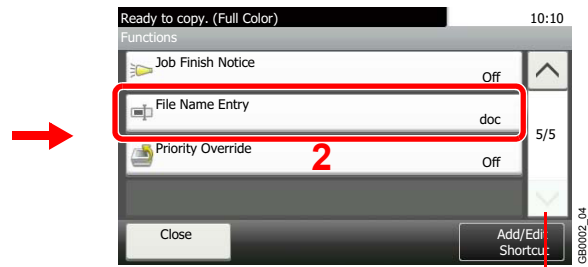 Ready to copy. (Full Color)
10:10
Functions
Job Finish Notice
Off
File Name Entry
doc
5/5
Priority Override
2
Off
Close
Add/Edit
Shortcut
GB0002_04